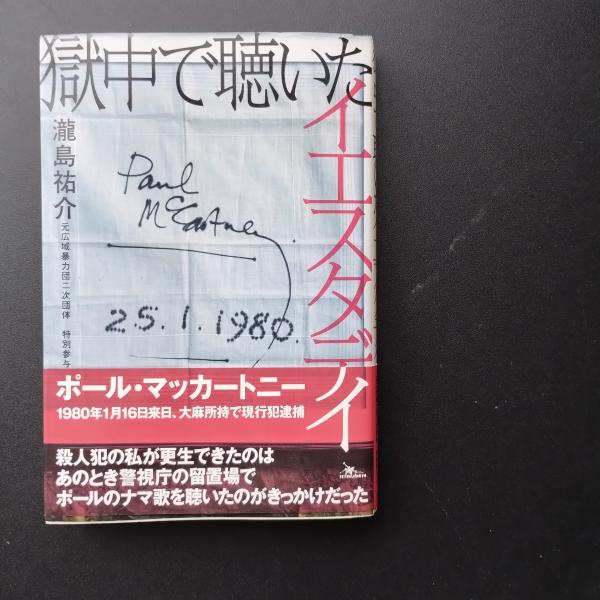 獄中で聴いた
イエスタデイ
瀧島祐介
元広域暴力団二次団体 特別参与
Paul
McCartney
25.1.1980.
ポール・マッカートニー
1980年1月16日来日、大麻所持で現行犯逮捕
殺人犯の私が更生できたのは
あのとき警視庁の留置場で
ポールのナマ歌を聴いたのがきっかけだった